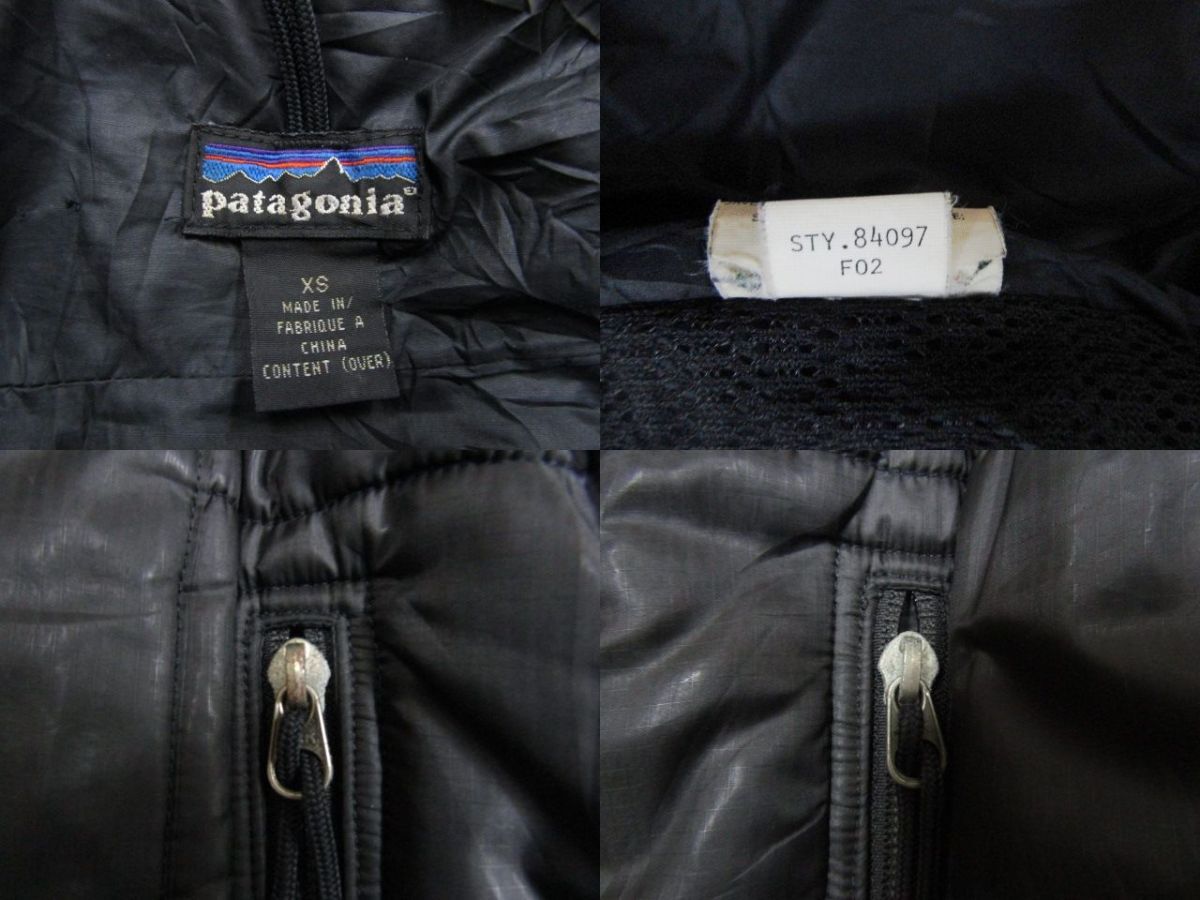 patagonia®
XS
MADE IN/
FABRIQUE A
CHINA
CONTENT (OVER)
STY.84097
F02